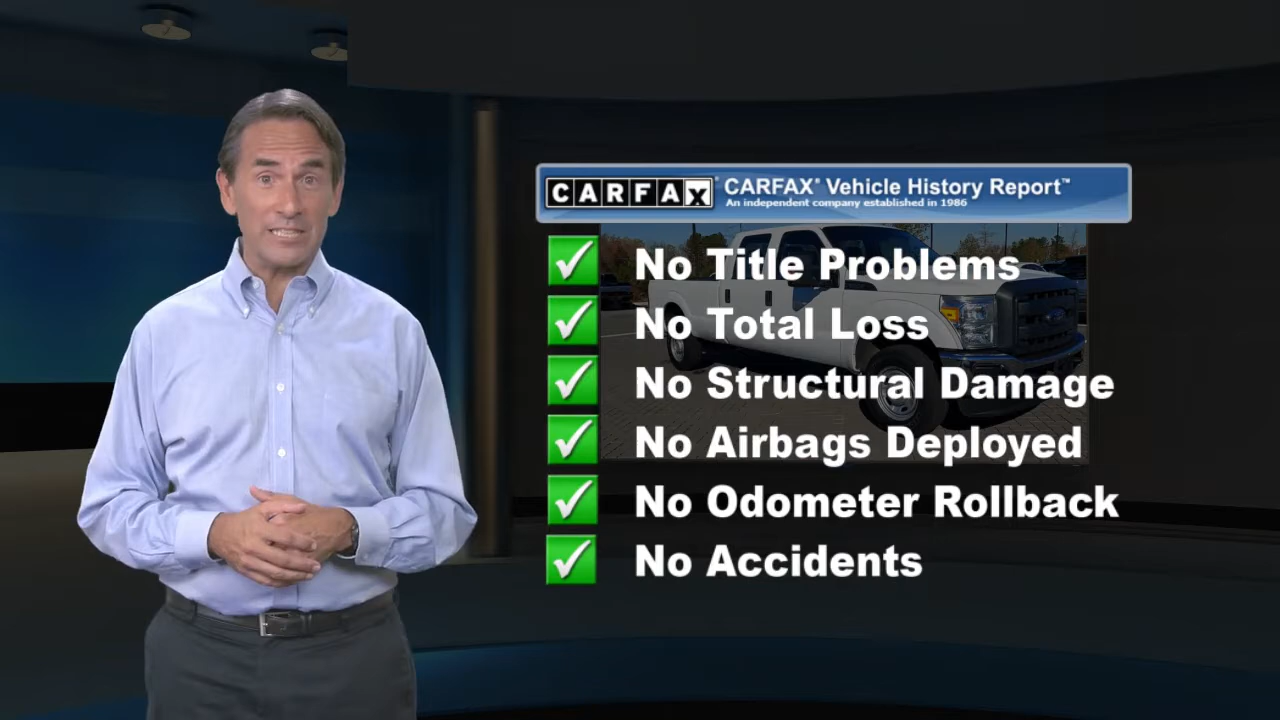 CARFAX
CARFAX® Vehicle History Report™
An independent company established in 1986
No Title Problems
No Total Loss
No Structural Damage
No Airbags Deployed
No Odometer Rollback
No Accidents